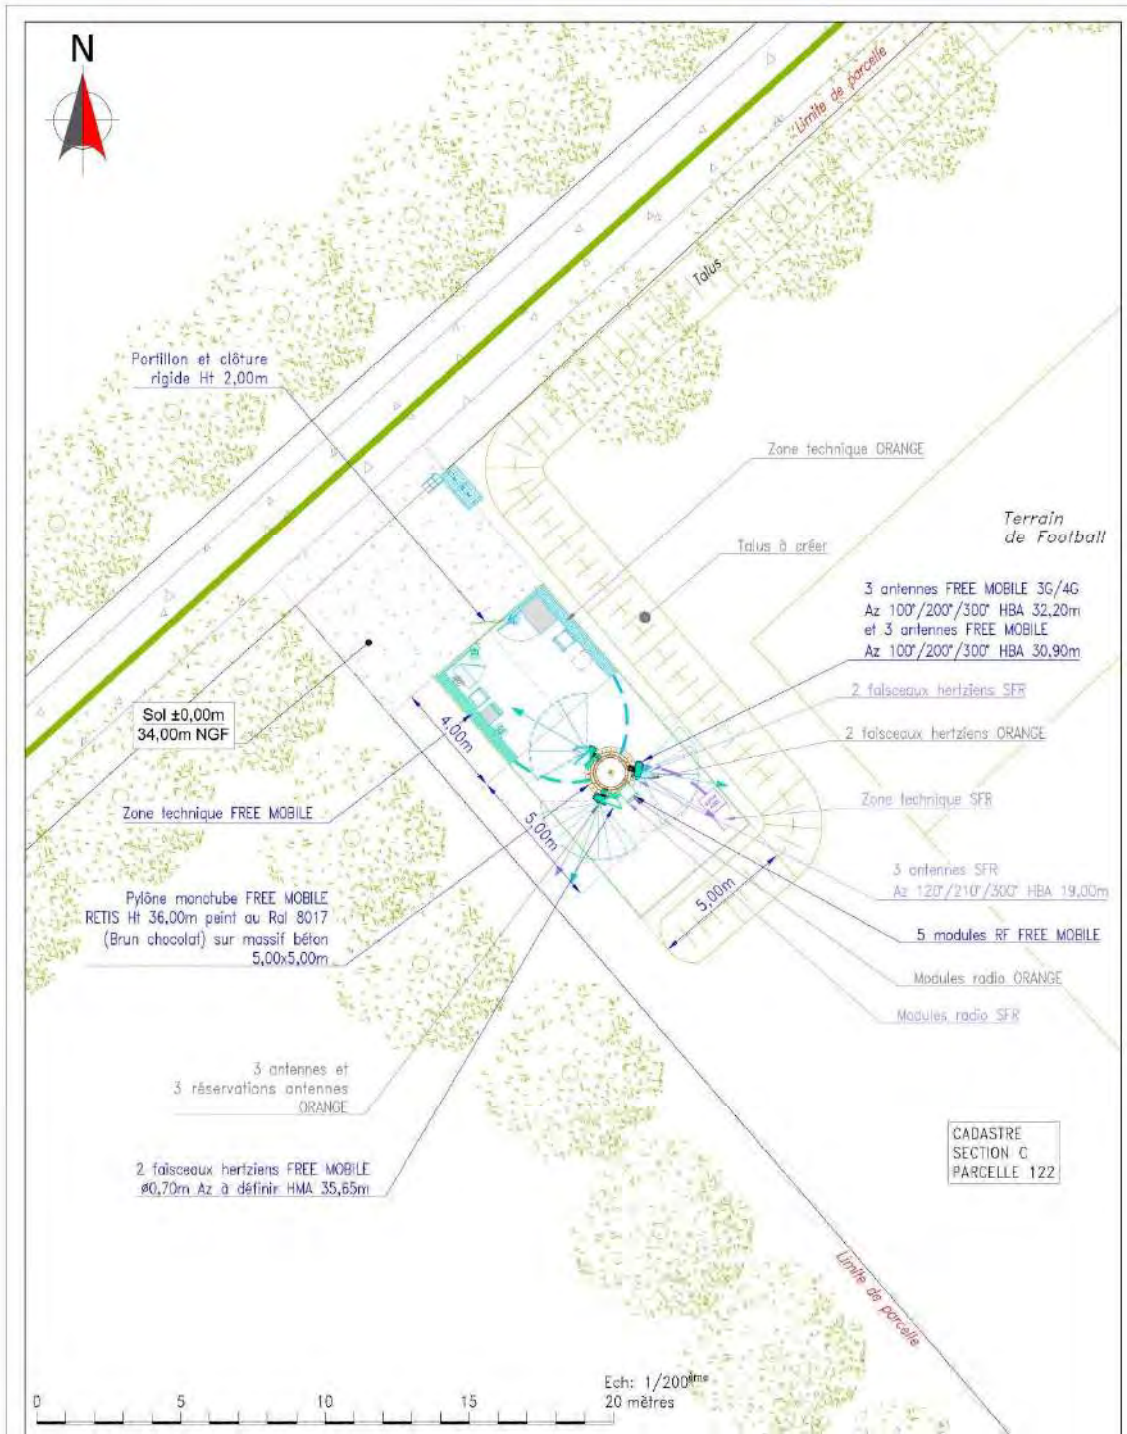 N
Limite de parcelle
Talus
Portillon et clôture
rigide Ht 2,00m
Zone technique ORANGE
Terrain
de Football
Talus à créer
3 antennes FREE MOBILE 3G/4G
Az 100°/200°/300° HBA 32,20m
et 3 antennes FREE MOBILE
Az 100°/200°/300° HBA 30,90m
2 faisceaux hertziens SFR
Sol ±0,00m
34,00m NGF
4,00m
2 faisceaux hertziens ORANGE
Zone technique FREE MOBILE
5,00m
Zone technique SFR
3 antennes SFR
Az 120°/210°/300° HBA 19,00m
5,00m
Pylône monotube FREE MOBILE
RETIS Ht 36,00m peint au Ral 8017
(Brun chocolat) sur massif béton
5,00x5,00m
5 modules RF FREE MOBILE
Modules radio ORANGE
Modules radio SFR
3 antennes et
3 réservations antennes
ORANGE
2 faisceaux hertziens FREE MOBILE
Ø0,70m Az à définir HMA 35,65m
CADASTRE
SECTION C
PARCELLE 122
Limite de parcelle
Ech: 1/200ème
0 5 10 15 20 mètres